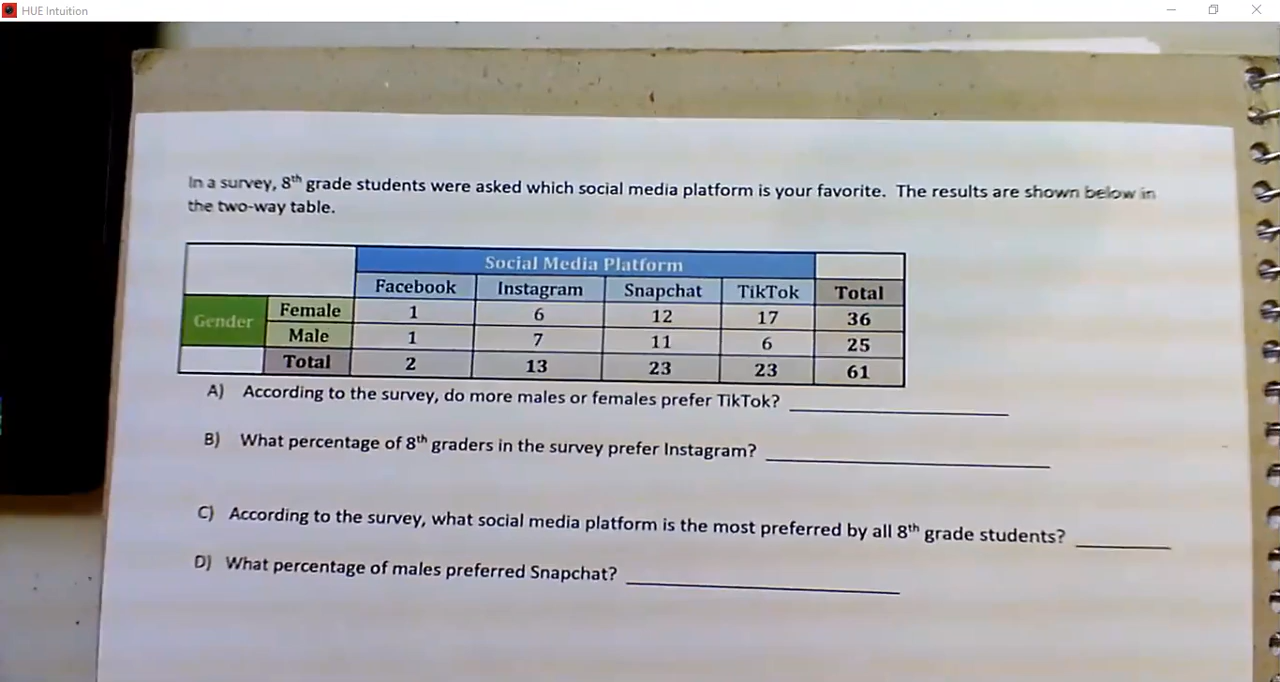 HUE Intuition
In a survey, 8th grade students were asked which social media platform is your favorite. The results are shown below in
the two-way table.
Social Media Platform
Facebook Instagram Snapchat TikTok Total
Gender Female 1 6 12 17 36
Male 1 7 11 6 25
Total 2 13 23 23 61
A) According to the survey, do more males or females prefer TikTok?
B) What percentage of 8th graders in the survey prefer Instagram?
C) According to the survey, what social media platform is the most preferred by all 8th grade students?
D) What percentage of males preferred Snapchat?